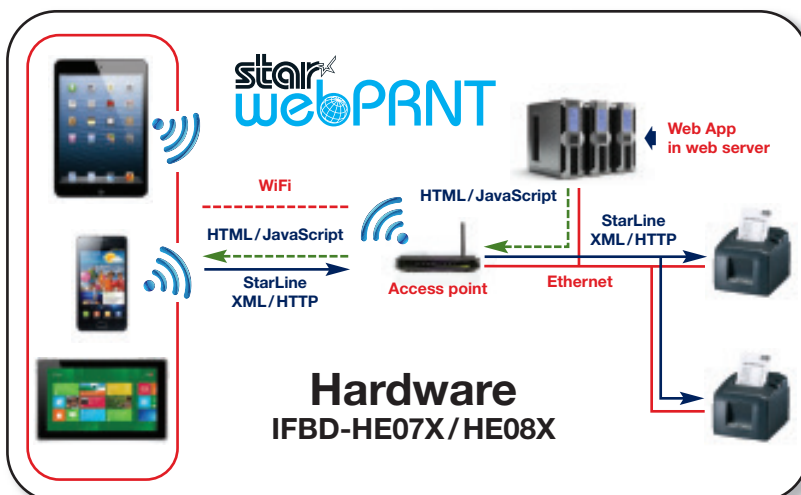 star
webPRNT
Web App
in web server
WiFi
HTML/JavaScript
HTML/JavaScript
StarLine
XML/HTTP
StarLine
XML/HTTP
Access point
Ethernet
Hardware
IFBD-HE07X/HE08X